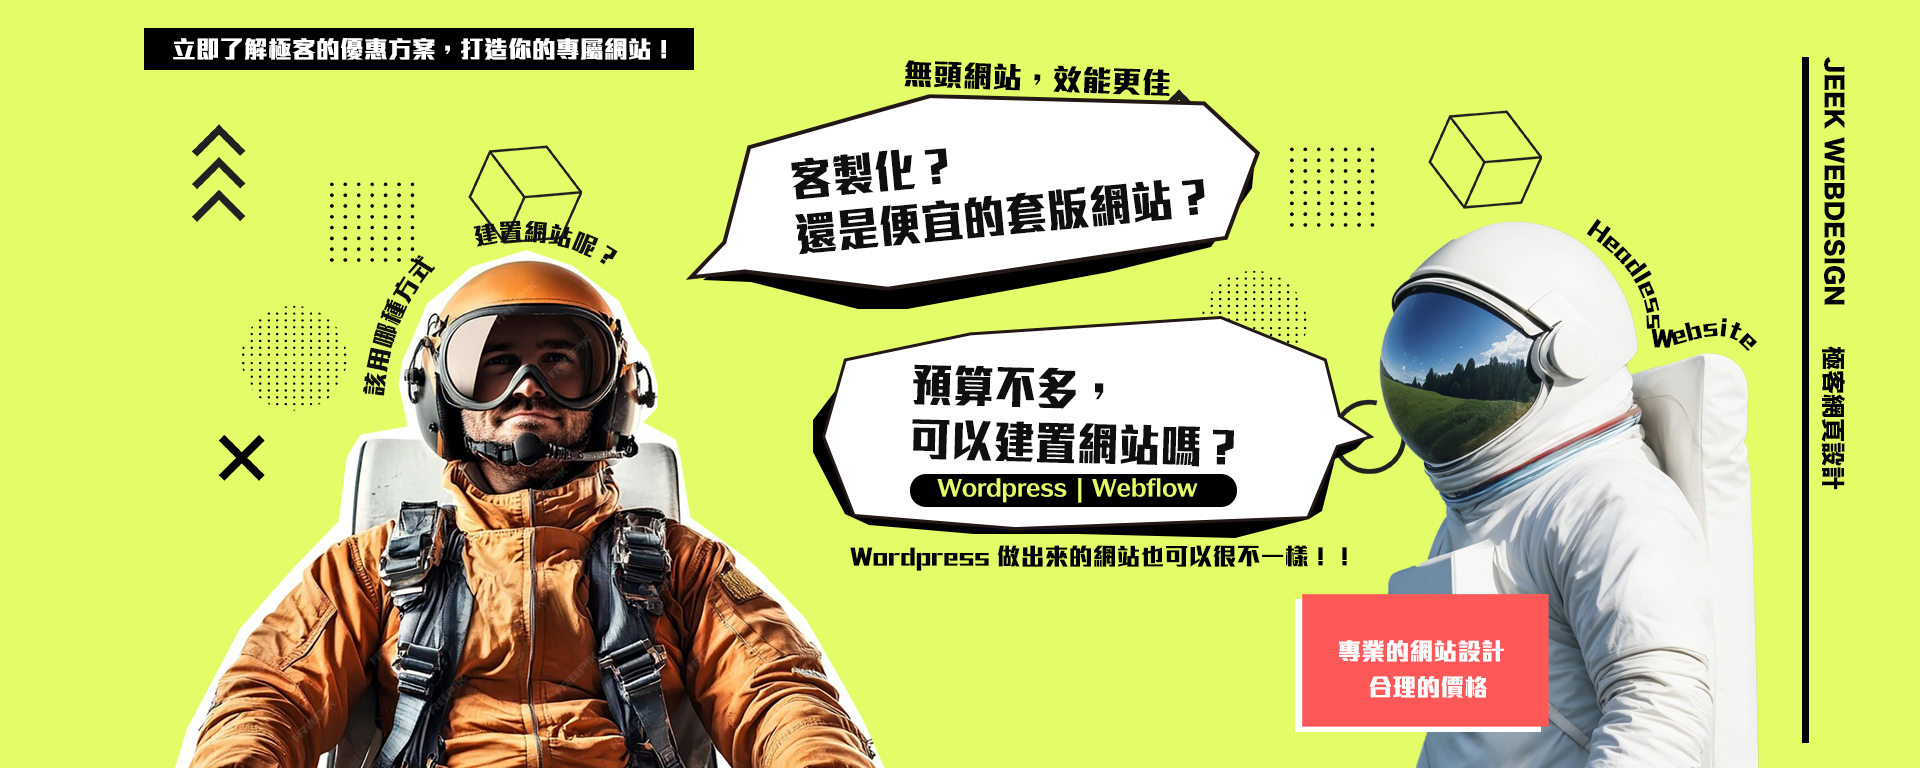 立即了解極客的優惠方案，打造你的專屬網站！
無頭網站，效能更佳
客製化？
還是便宜的套版網站？
該用哪種方式
建置網站呢？
預算不多，
可以建置網站嗎？
Wordpress | Webflow
Wordpress 做出來的網站也可以很不一樣！！
Headless
Website
專業的網站設計
合理的價格
JEEK WEBDESIGN 極客網頁設計